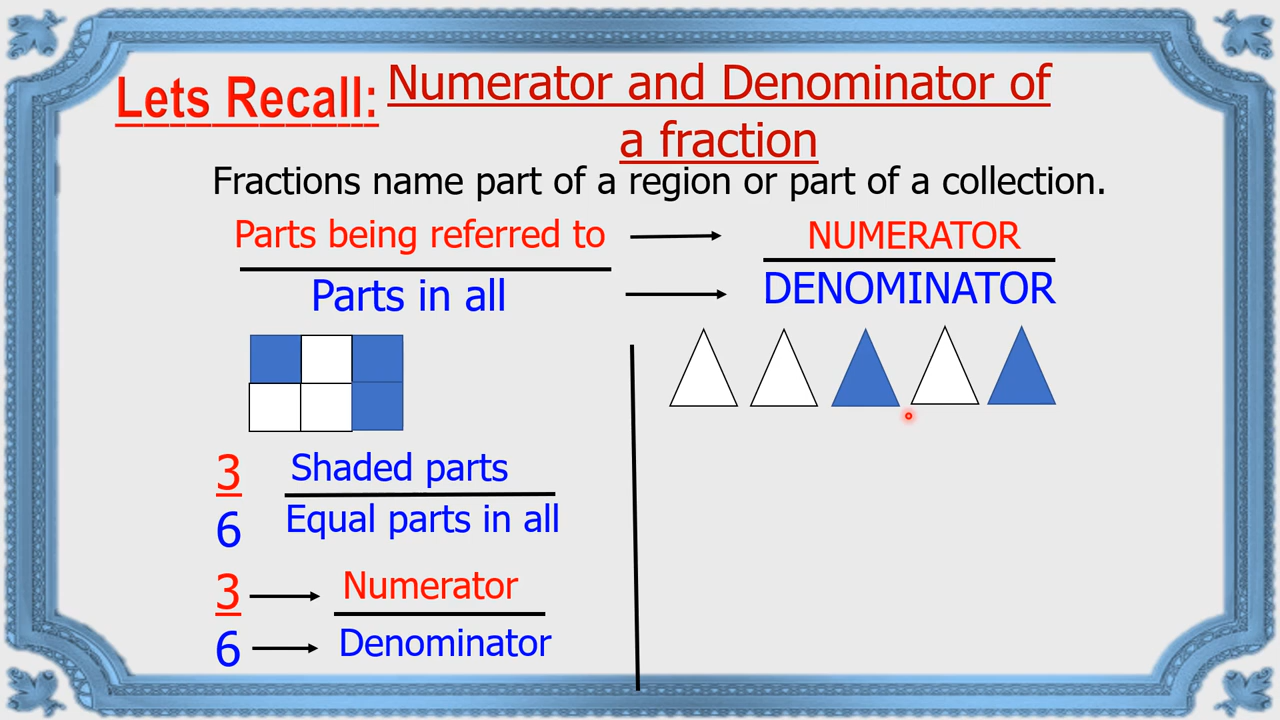 Lets Recall: Numerator and Denominator of
a fraction
Fractions name part of a region or part of a collection.
Parts being referred to
NUMERATOR
Parts in all
DENOMINATOR
3 Shaded parts
6 Equal parts in all
3 Numerator
6 Denominator